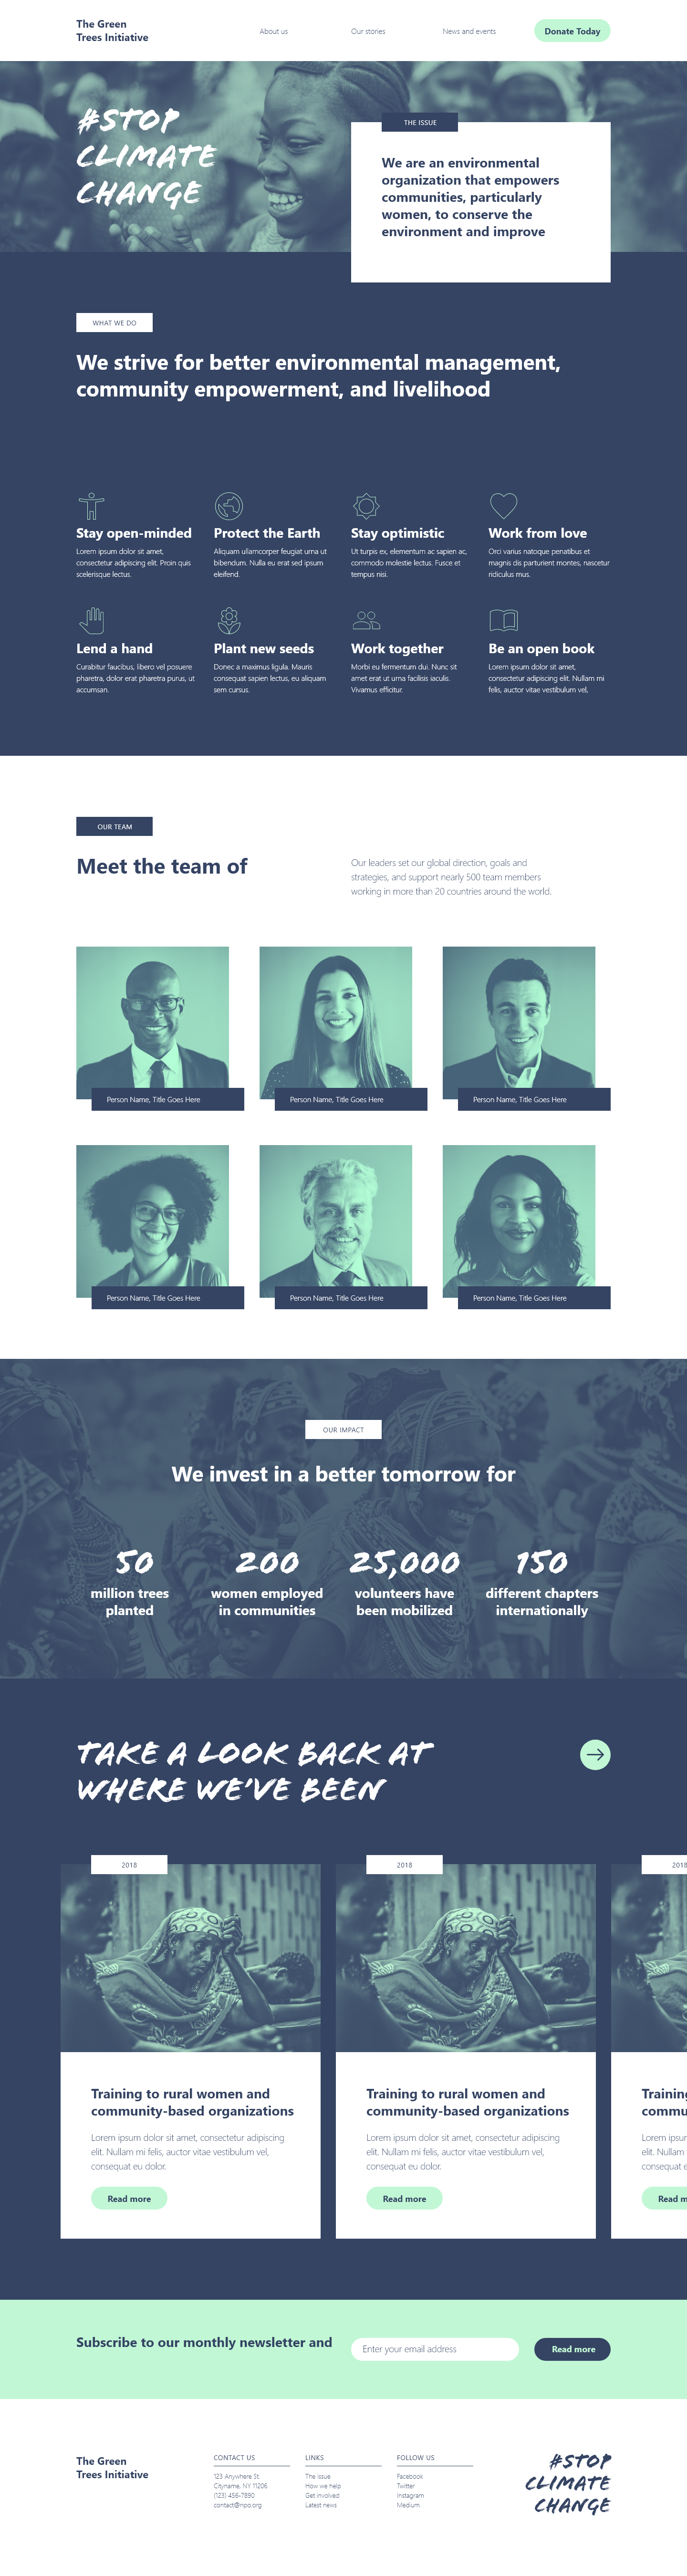 The Green
Trees Initiative
About us
Our stories
News and events
Donate Today
#STOP
CLIMATE
CHANGE
THE ISSUE
We are an environmental
organization that empowers
communities, particularly
women, to conserve the
environment and improve
WHAT WE DO
We strive for better environmental management,
community empowerment, and livelihood
Stay open-minded
Lorem ipsum dolor sit amet,
consectetur adipiscing elit. Proin quis
scelerisque lectus.
Protect the Earth
Aliquam ullamcorper feugiat urna ut
bibendum. Nulla eu erat sed ipsum
eleifend.
Stay optimistic
Ut turpis ex, elementum ac sapien ac,
commodo molestie lectus. Fusce et
tempus nisi.
Work from love
Orci varius natoque penatibus et
magnis dis parturient montes, nascetur
ridiculus mus.
Lend a hand
Curabitur faucibus, libero vel posuere
pharetra, dolor erat pharetra purus, ut
accumsan.
Plant new seeds
Donec a maximus ligula. Mauris
consequat sapien lectus, eu aliquam
sem cursus.
Work together
Morbi eu fermentum dui. Nunc sit
amet erat ut urna facilisis iaculis.
Vivamus efficitur.
Be an open book
Lorem ipsum dolor sit amet,
consectetur adipiscing elit. Nullam mi
felis, auctor vitae vestibulum vel,
OUR TEAM
Meet the team of
Our leaders set our global direction, goals and
strategies, and support nearly 500 team members
working in more than 20 countries around the world.
Person Name, Title Goes Here
Person Name, Title Goes Here
Person Name, Title Goes Here
Person Name, Title Goes Here
Person Name, Title Goes Here
Person Name, Title Goes Here
OUR IMPACT
We invest in a better tomorrow for
50
million trees
planted
200
women employed
in communities
25,000
volunteers have
been mobilized
150
different chapters
internationally
TAKE A LOOK BACK AT
WHERE WE'VE BEEN
2018
Training to rural women and
community-based organizations
Lorem ipsum dolor sit amet, consectetur adipiscing
elit. Nullam mi felis, auctor vitae vestibulum vel,
consequat eu dolor.
Read more
2018
Training to rural women and
community-based organizations
Lorem ipsum dolor sit amet, consectetur adipiscing
elit. Nullam mi felis, auctor vitae vestibulum vel,
consequat eu dolor.
Read more
2018
Training
commu
Lorem ipsur
elit. Nullam
consequat e
Read m
Subscribe to our monthly newsletter and
Enter your email address
Read more
The Green
Trees Initiative
CONTACT US
123 Anywhere St.
Cityname, NY 11206
(123) 456-7890
contact@npo.org
LINKS
The issue
How we help
Get involved
Latest news
FOLLOW US
Facebook
Twitter
Instagram
Medium
#STOP
CLIMATE
CHANGE